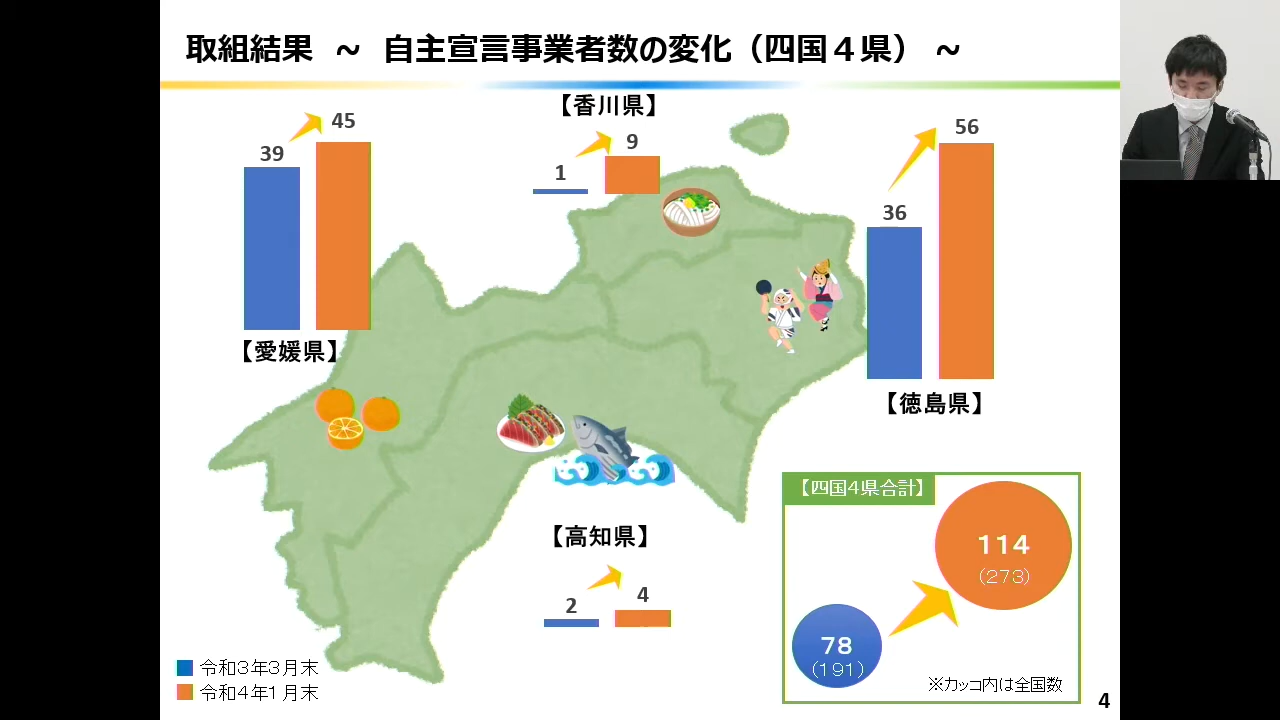 取組結果 ～ 自主宣言事業者数の変化（四国４県） ～
【香川県】
1
9
39
45
【愛媛県】
36
56
【徳島県】
【高知県】
2
4
【四国4県合計】
114
(273)
78
(191)
※カッコ内は全国数
令和3年3月末
令和4年1月末
4